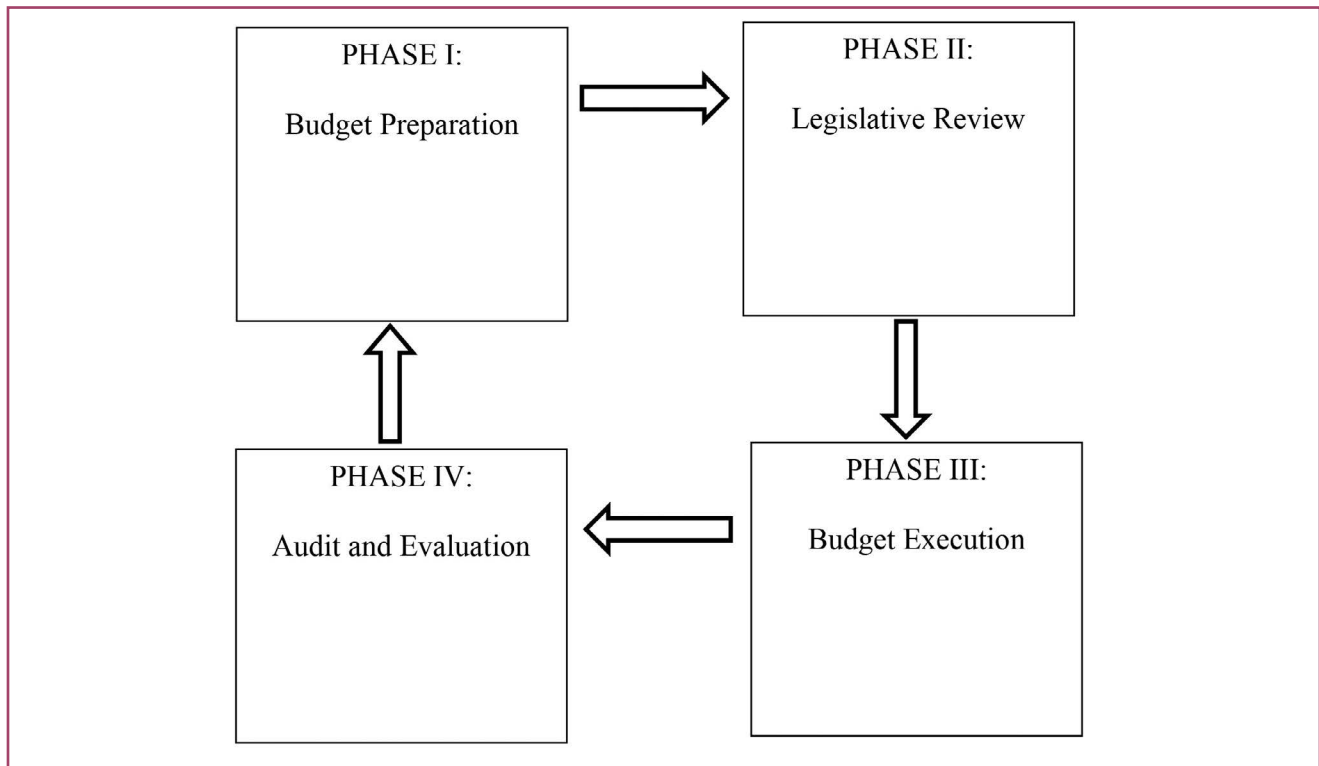 PHASE I:
Budget Preparation
PHASE II:
Legislative Review
PHASE III:
Budget Execution
PHASE IV:
Audit and Evaluation